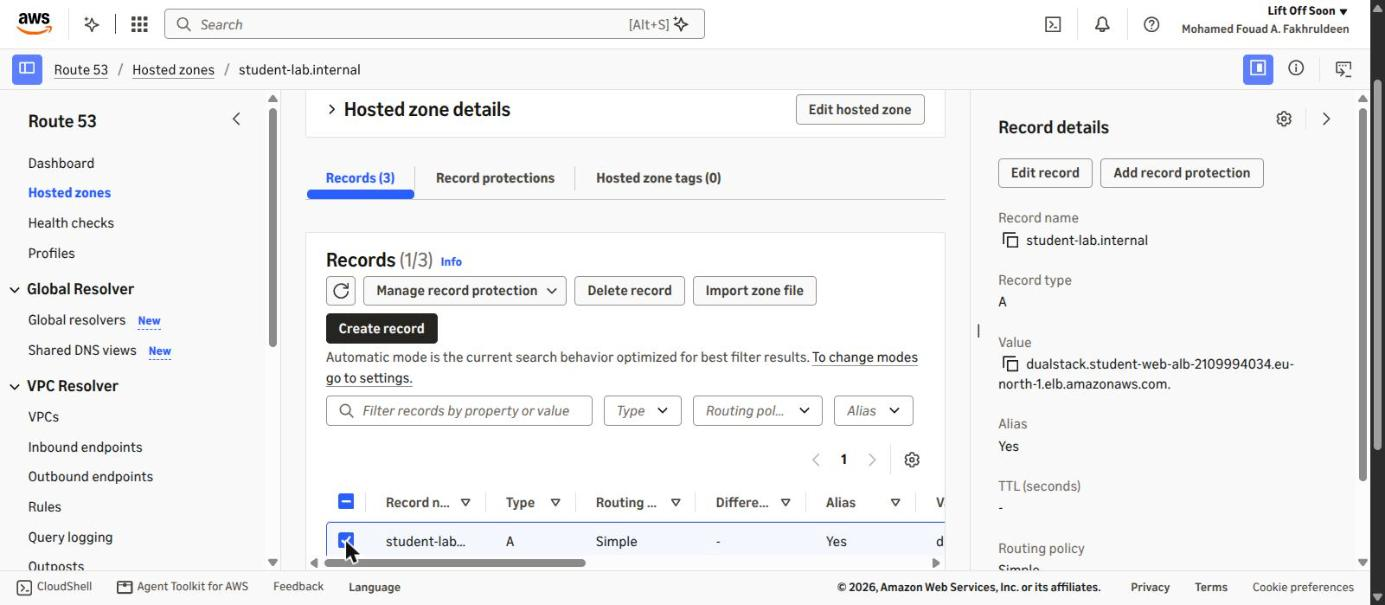 aws
Search
[Alt+S]
Lift Off Soon
Mohamed Fouad A. Fakhruldeen
Route 53 / Hosted zones / student-lab.internal
Route 53
Dashboard
Hosted zones
Health checks
Profiles
Global Resolver
Global resolvers New
Shared DNS views New
VPC Resolver
VPCs
Inbound endpoints
Outbound endpoints
Rules
Query logging
Outposts
Hosted zone details
Edit hosted zone
Records (3)
Record protections
Hosted zone tags (0)
Records (1/3) Info
Manage record protection
Delete record
Import zone file
Create record
Automatic mode is the current search behavior optimized for best filter results. To change modes
go to settings.
Filter records by property or value
Type
Routing pol...
Alias
1
Record n...
Type
Routing ...
Differe...
Alias
V
student-lab...
A
Simple
-
Yes
d
Record details
Edit record
Add record protection
Record name
student-lab.internal
Record type
A
Value
dualstack.student-web-alb-2109994034.eu-
north-1.elb.amazonaws.com.
Alias
Yes
TTL (seconds)
-
Routing policy
Simple
CloudShell
Agent Toolkit for AWS
Feedback
Language
© 2026, Amazon Web Services, Inc. or its affiliates.
Privacy
Terms
Cookie preferences